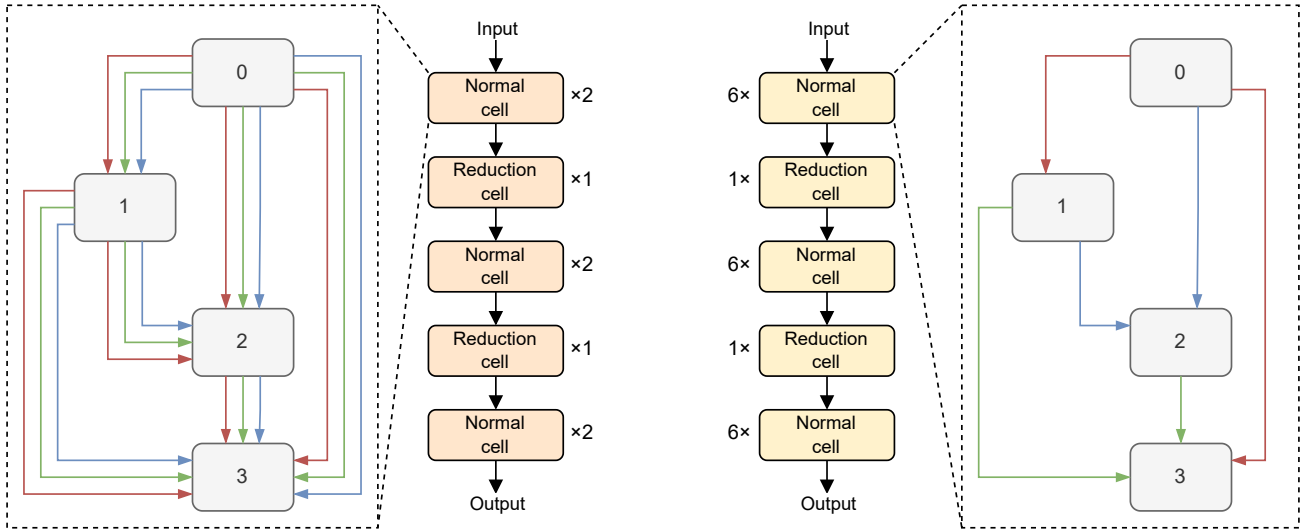 0
1
2
3
Input
Normal
cell
×2
Reduction
cell
×1
Normal
cell
×2
Reduction
cell
×1
Normal
cell
×2
Output
Input
6×
Normal
cell
1×
Reduction
cell
6×
Normal
cell
1×
Reduction
cell
6×
Normal
cell
Output
0
1
2
3